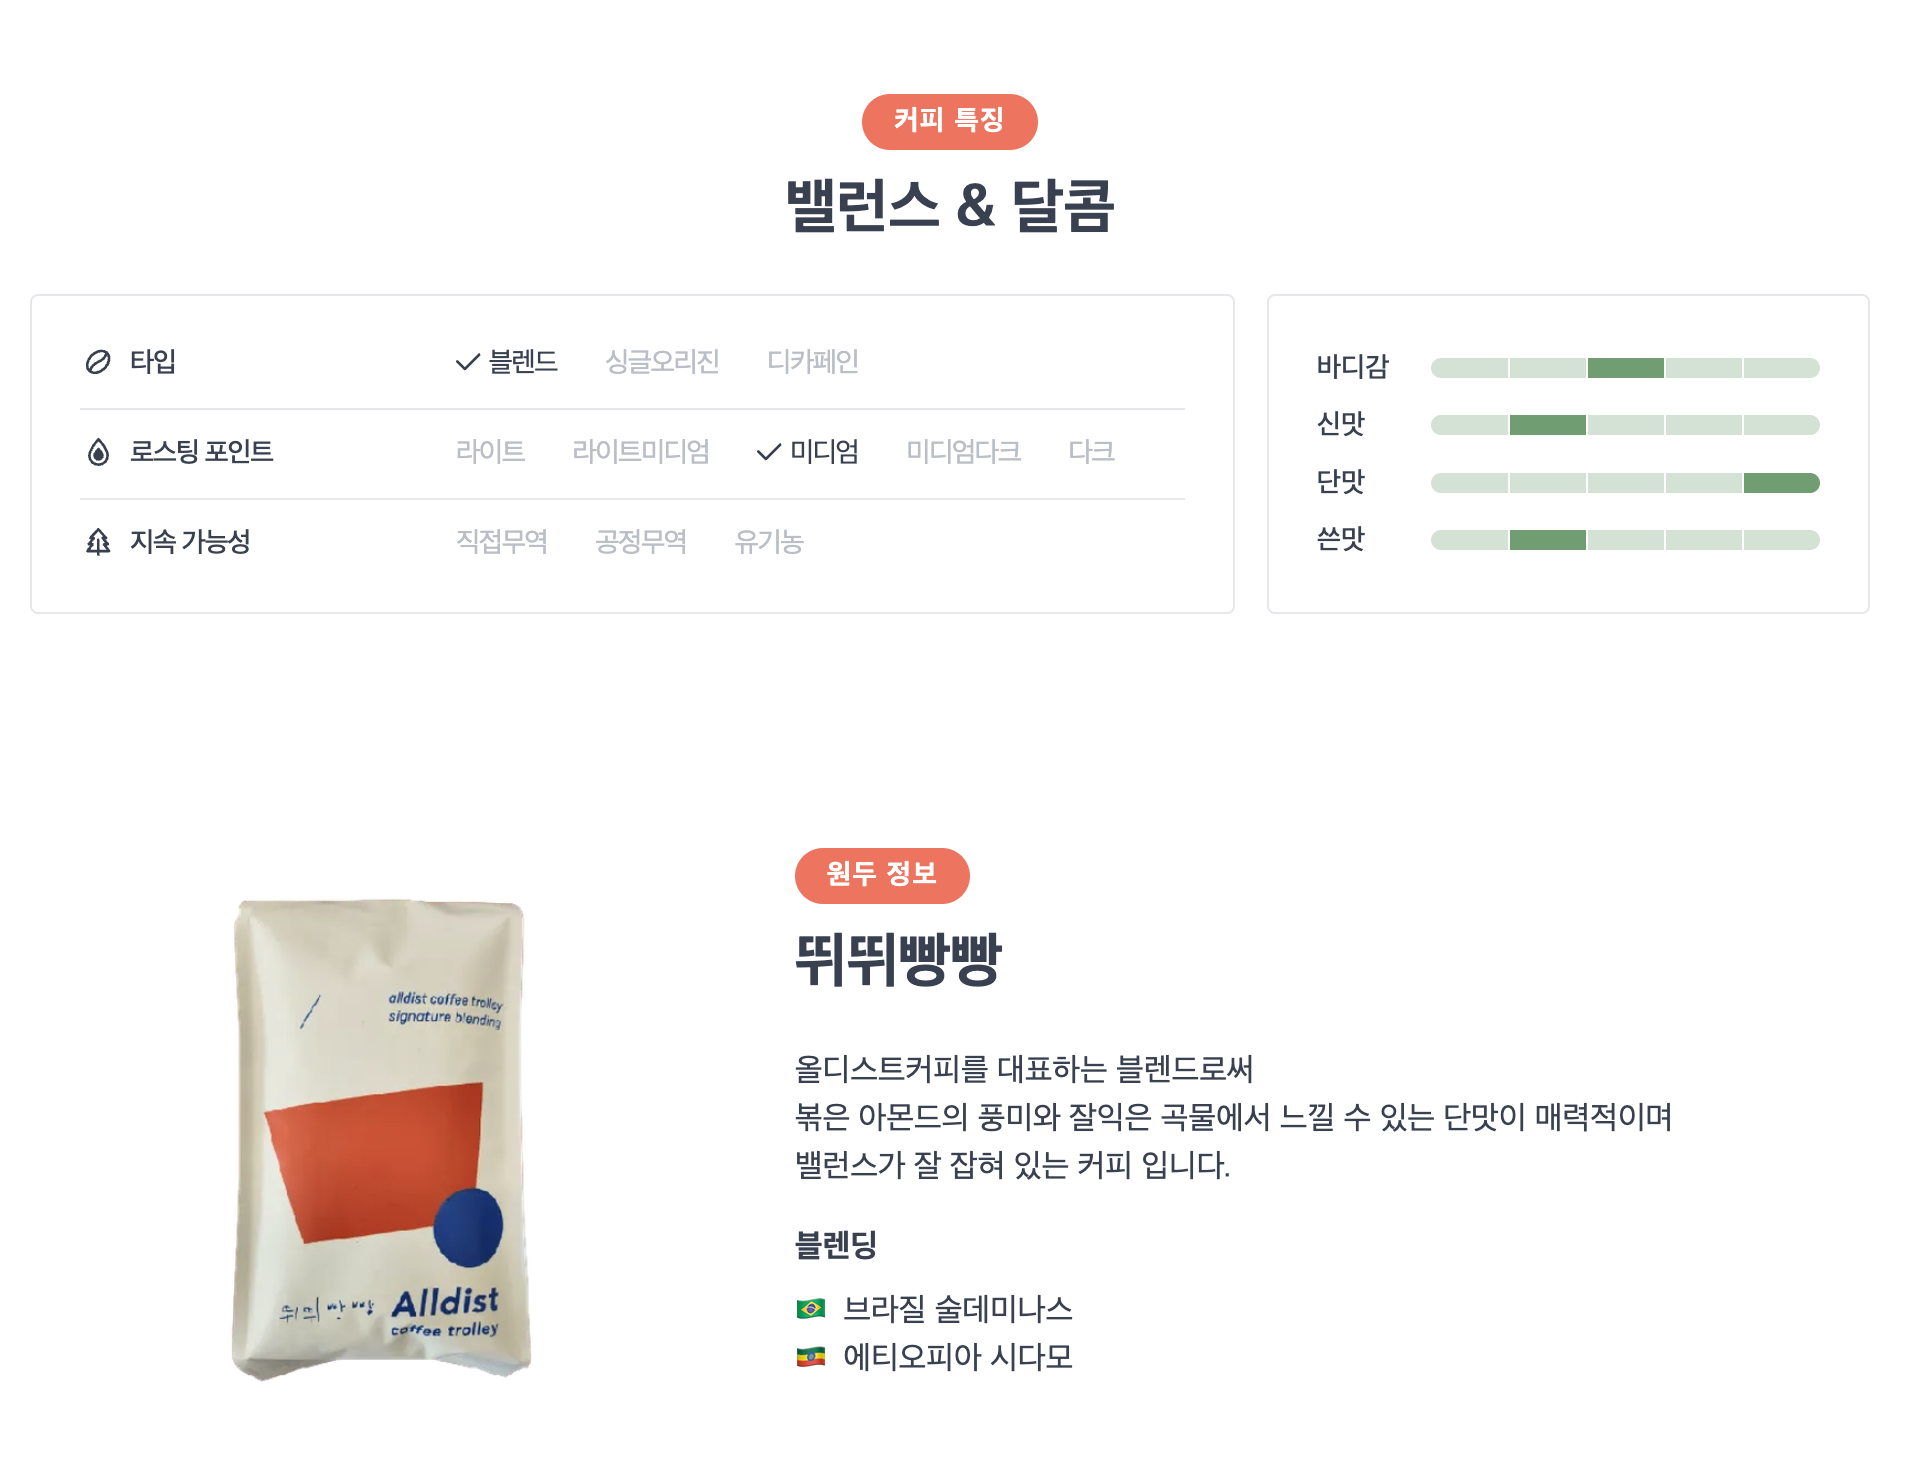 커피 특징
밸런스 & 달콤
타입 블렌드 싱글오리진 디카페인
로스팅 포인트 라이트 라이트미디엄 미디엄 미디엄다크 다크
지속 가능성 직접무역 공정무역 유기농
바디감
신맛
단맛
쓴맛
원두 정보
뛰뛰빵빵
올디스트커피를 대표하는 블렌드로써
볶은 아몬드의 풍미와 잘익은 곡물에서 느낄 수 있는 단맛이 매력적이며
밸런스가 잘 잡혀 있는 커피 입니다.
블렌딩
브라질 술데미나스
에티오피아 시다모
alldist coffee trolley
signature blending
뛰뛰빵빵
Alldist
coffee trolley